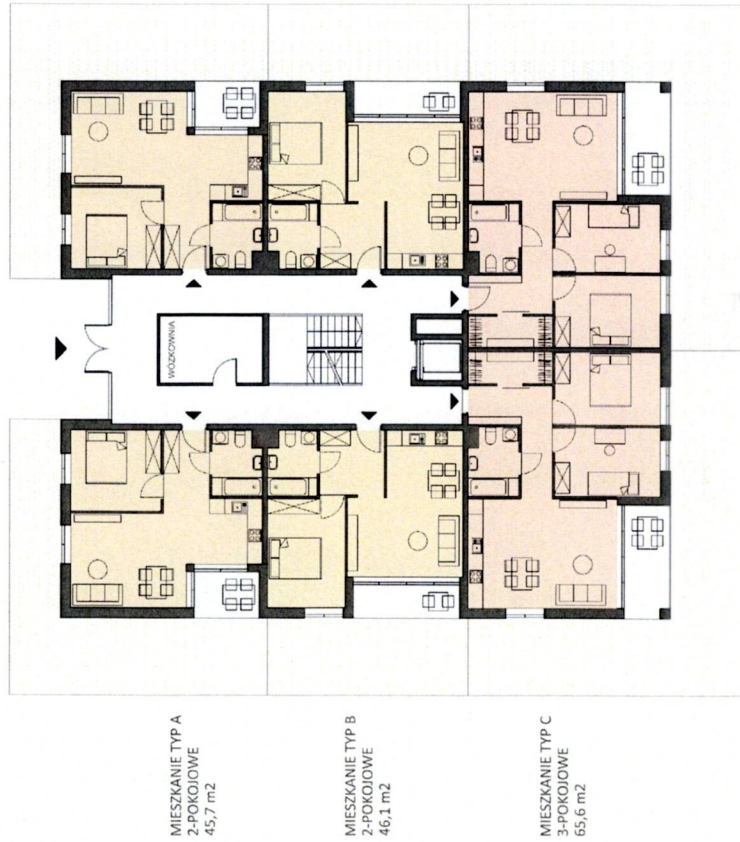 WÓZKOWNIA
MIESZKANIE TYP A
2-POKOJOWE
45,7 m2
MIESZKANIE TYP B
2-POKOJOWE
46,1 m2
MIESZKANIE TYP C
3-POKOJOWE
65,6 m2